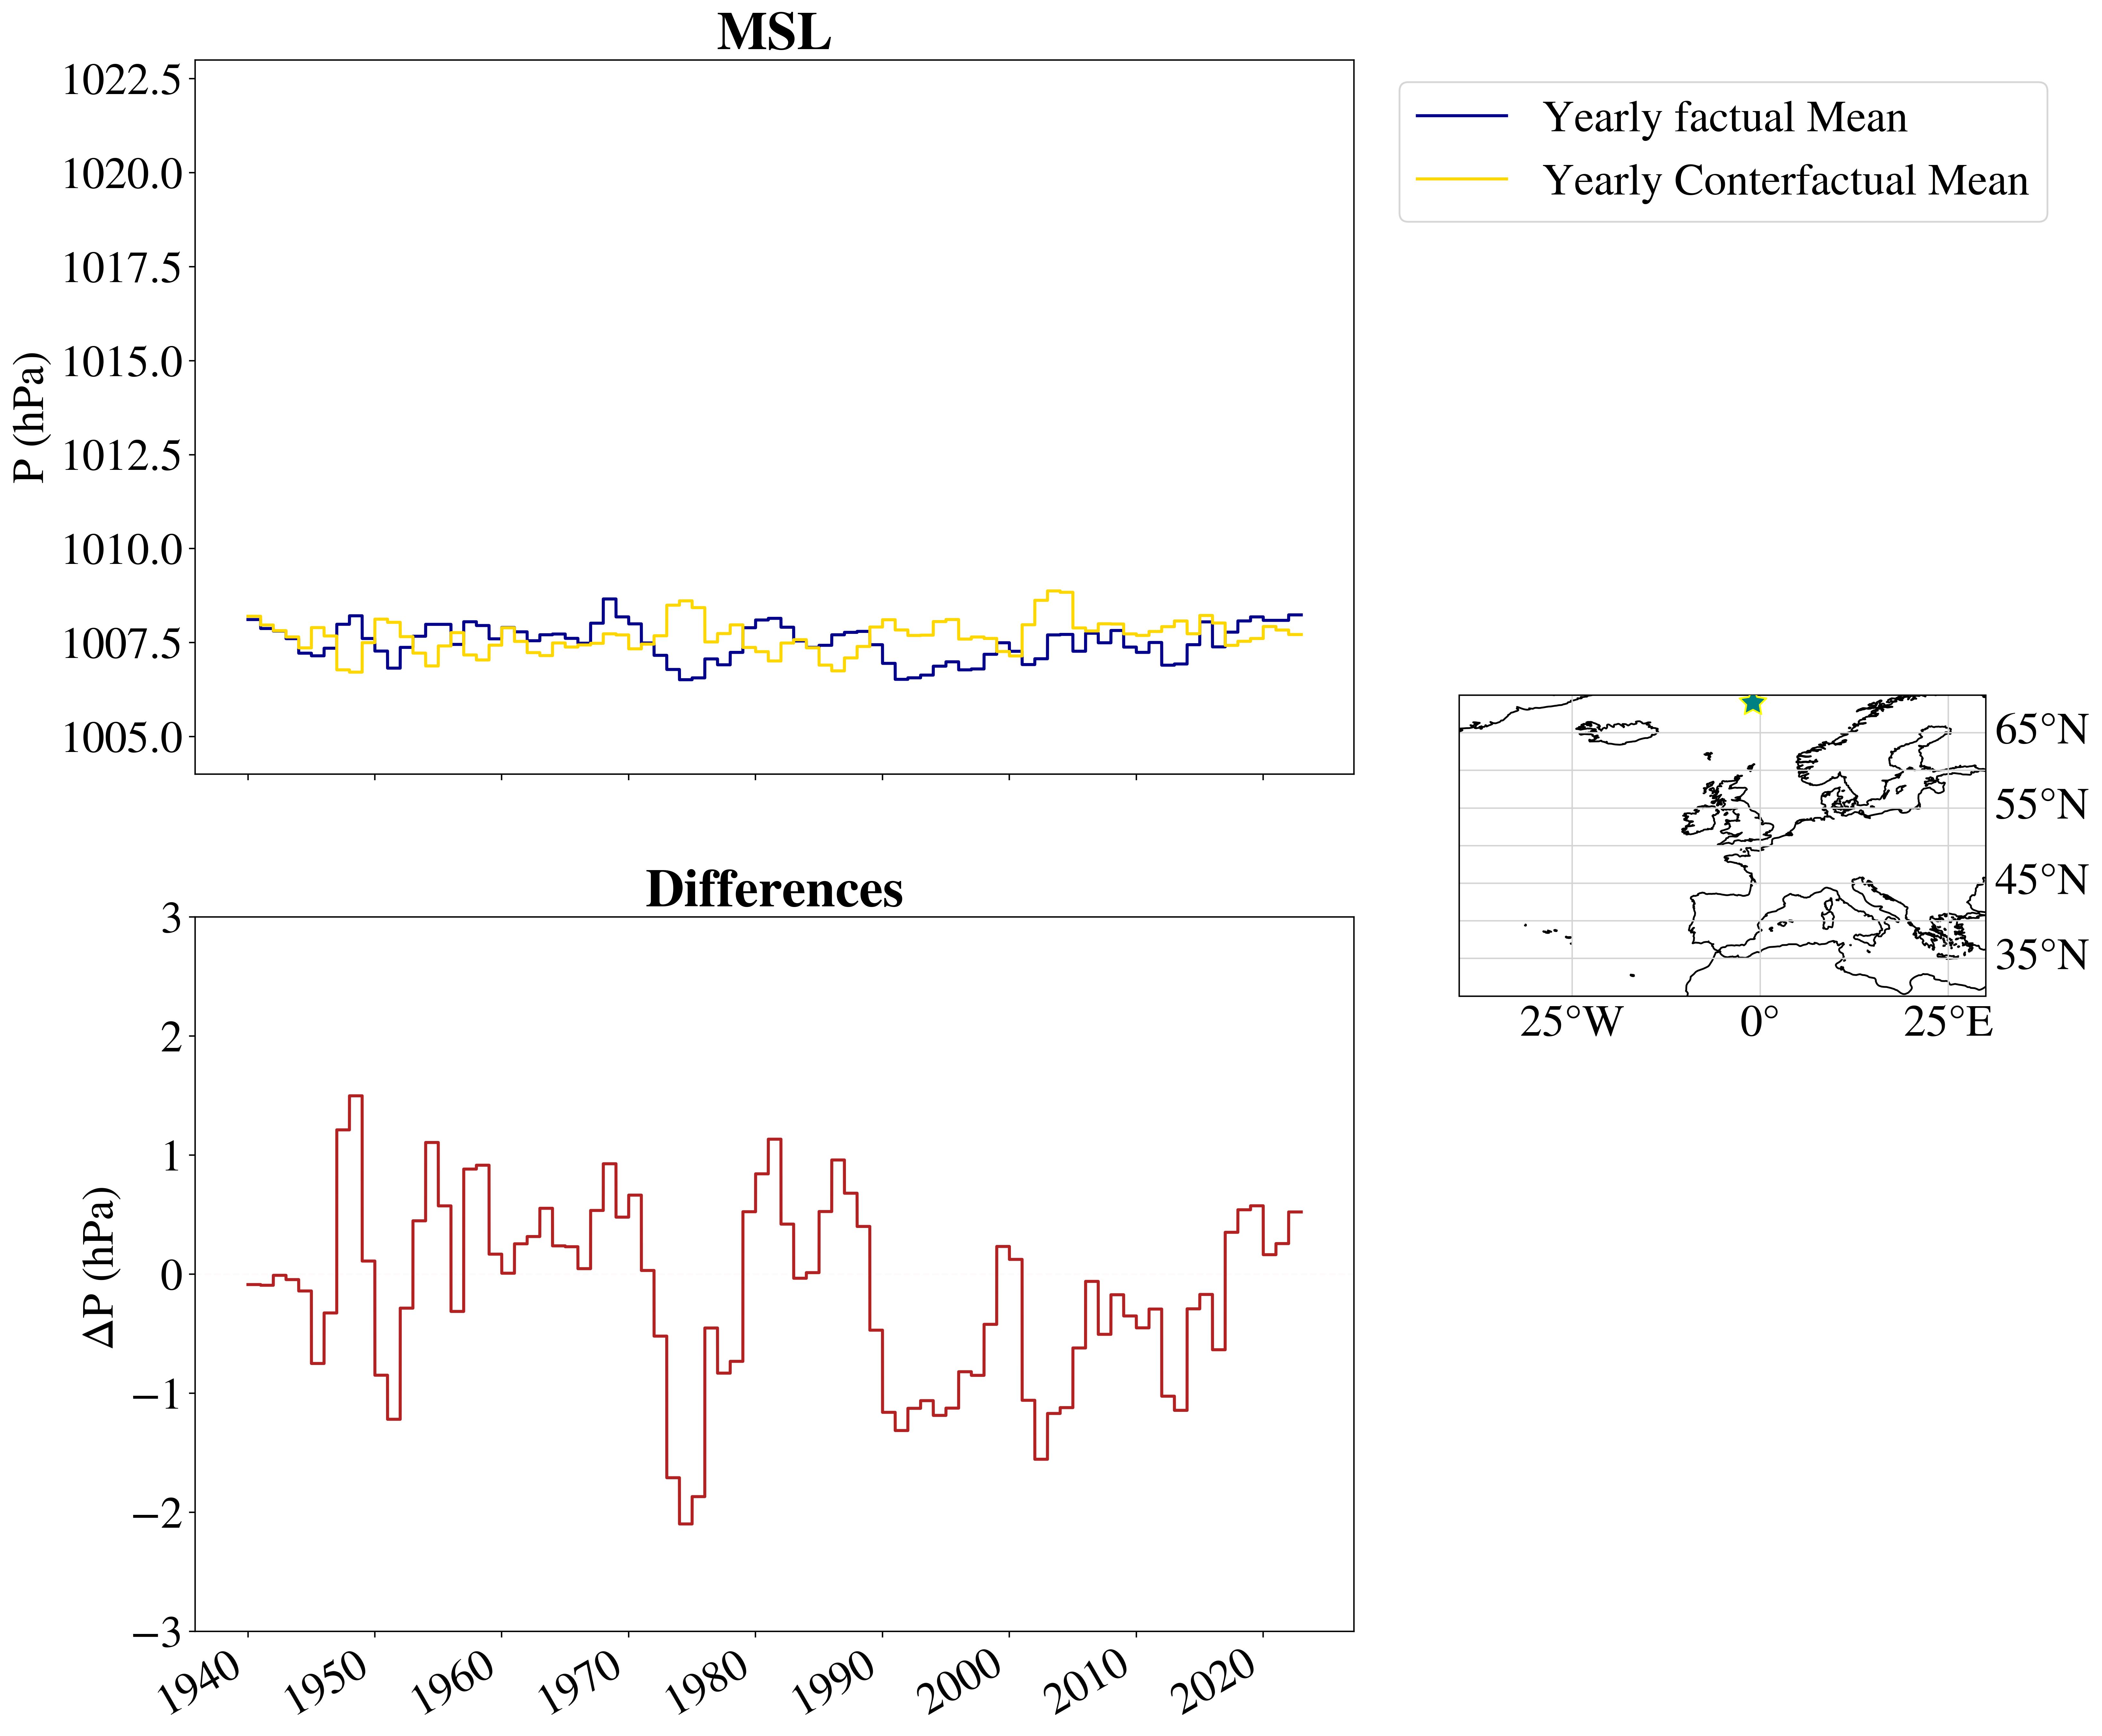 MSL
1022.5
1020.0
1017.5
1015.0
1012.5
1010.0
1007.5
1005.0
P (hPa)
Yearly factual Mean
Yearly Conterfactual Mean
65°N
55°N
45°N
35°N
25°W 0° 25°E
Differences
3
2
1
0
−1
−2
−3
ΔP (hPa)
1940 1950 1960 1970 1980 1990 2000 2010 2020